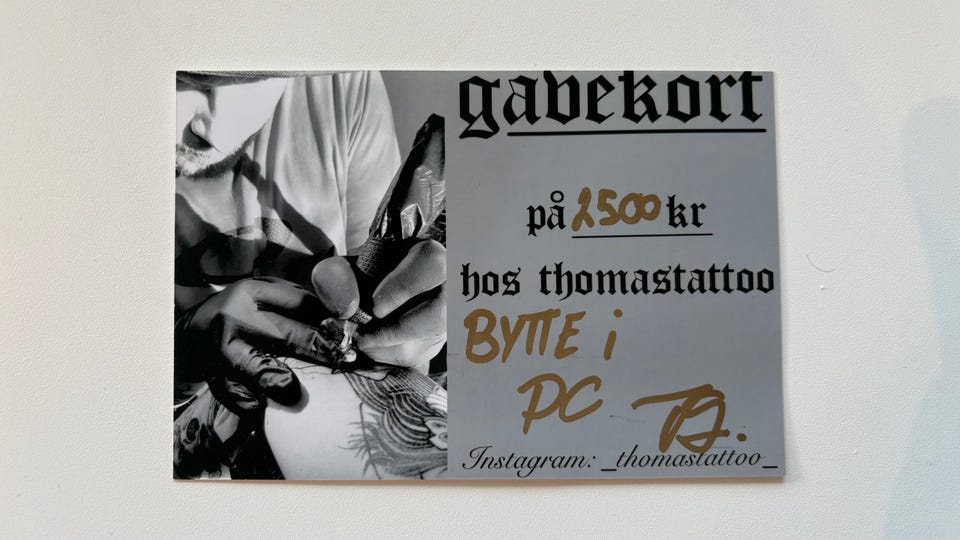 gavekort
på 2500 kr
hos thomastattoo
BYTTE i
PC
Instagram: _thomastattoo_